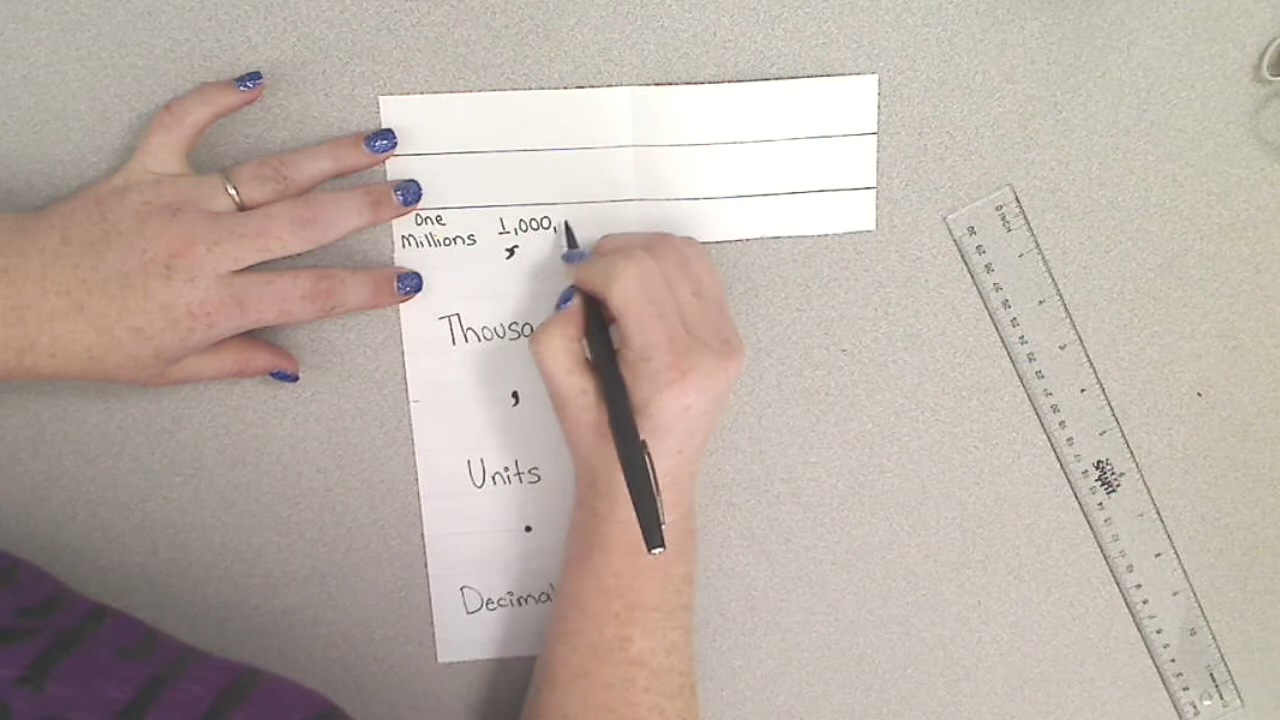 One
Millions 1,000,
,
Thousa
,
Units
.
Decimal